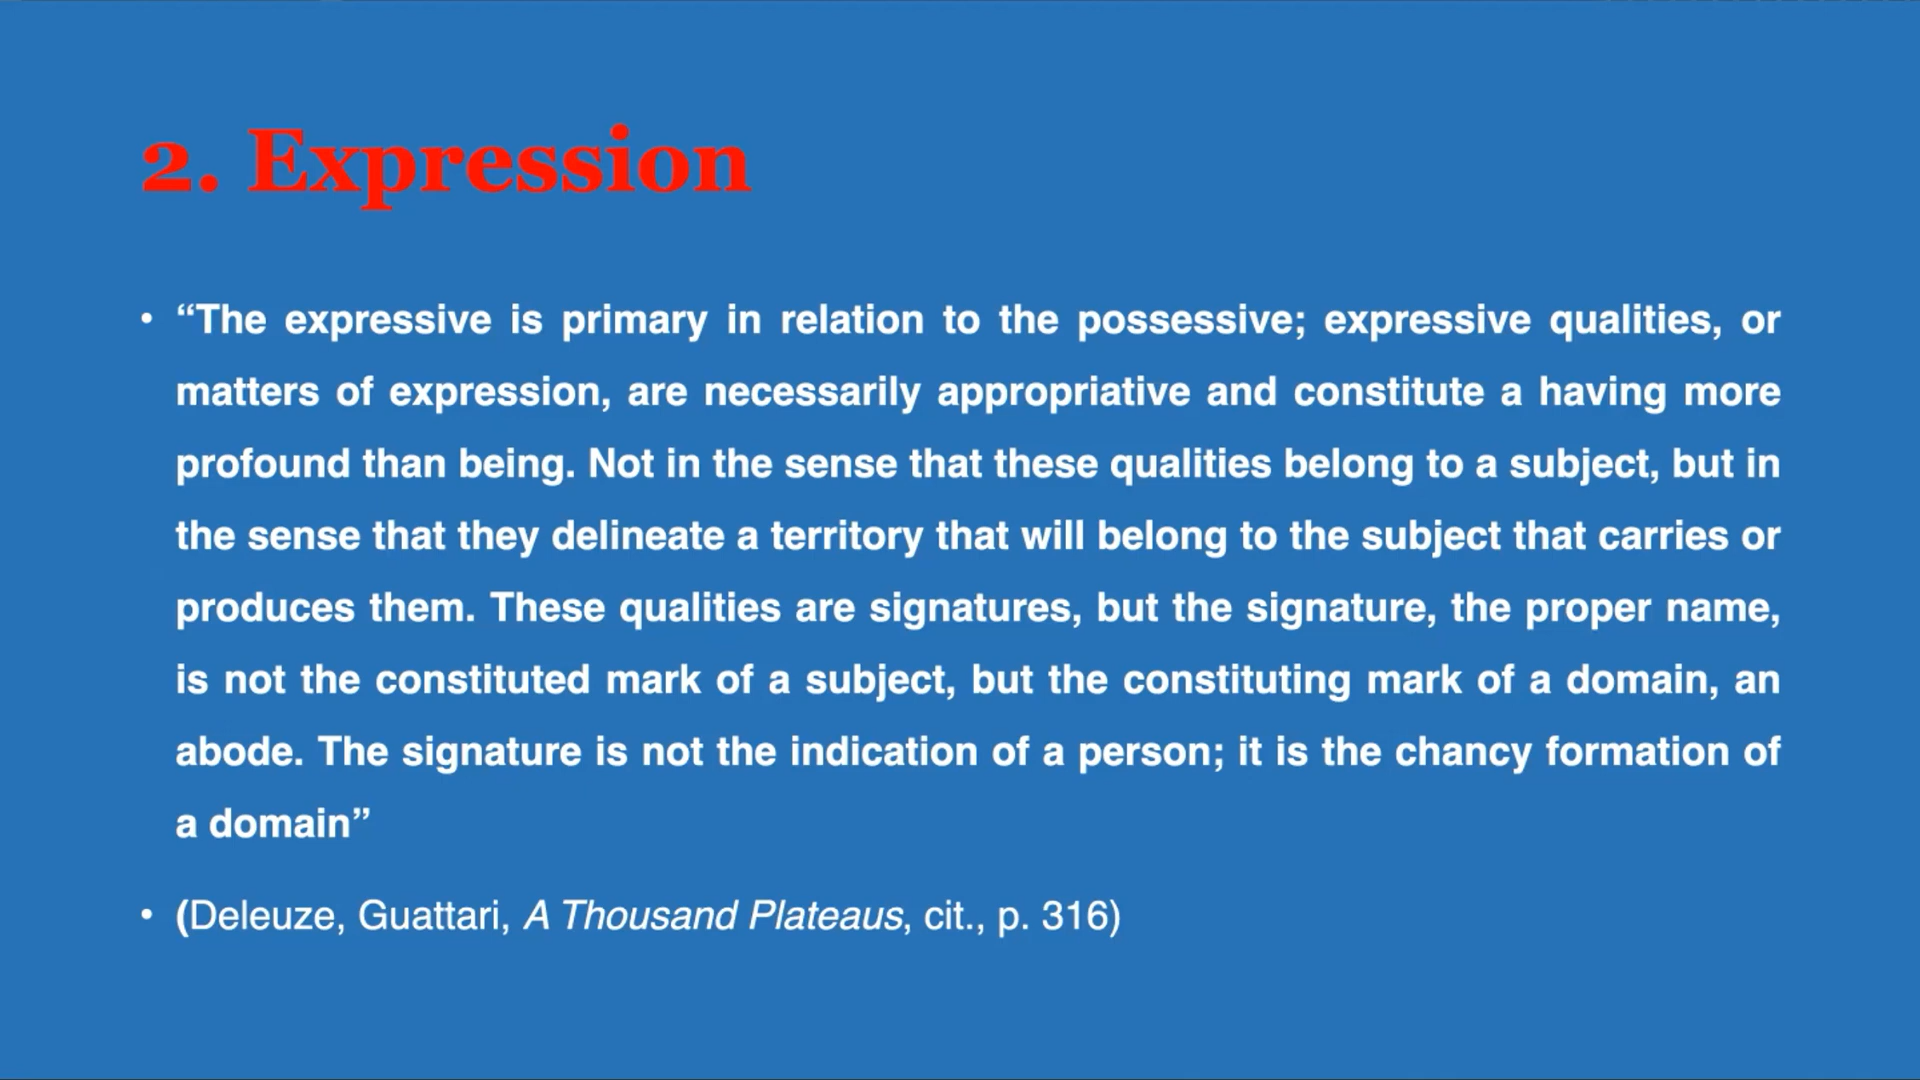 2. Expression
• “The expressive is primary in relation to the possessive; expressive qualities, or
matters of expression, are necessarily appropriative and constitute a having more
profound than being. Not in the sense that these qualities belong to a subject, but in
the sense that they delineate a territory that will belong to the subject that carries or
produces them. These qualities are signatures, but the signature, the proper name,
is not the constituted mark of a subject, but the constituting mark of a domain, an
abode. The signature is not the indication of a person; it is the chancy formation of
a domain”
• (Deleuze, Guattari, A Thousand Plateaus, cit., p. 316)